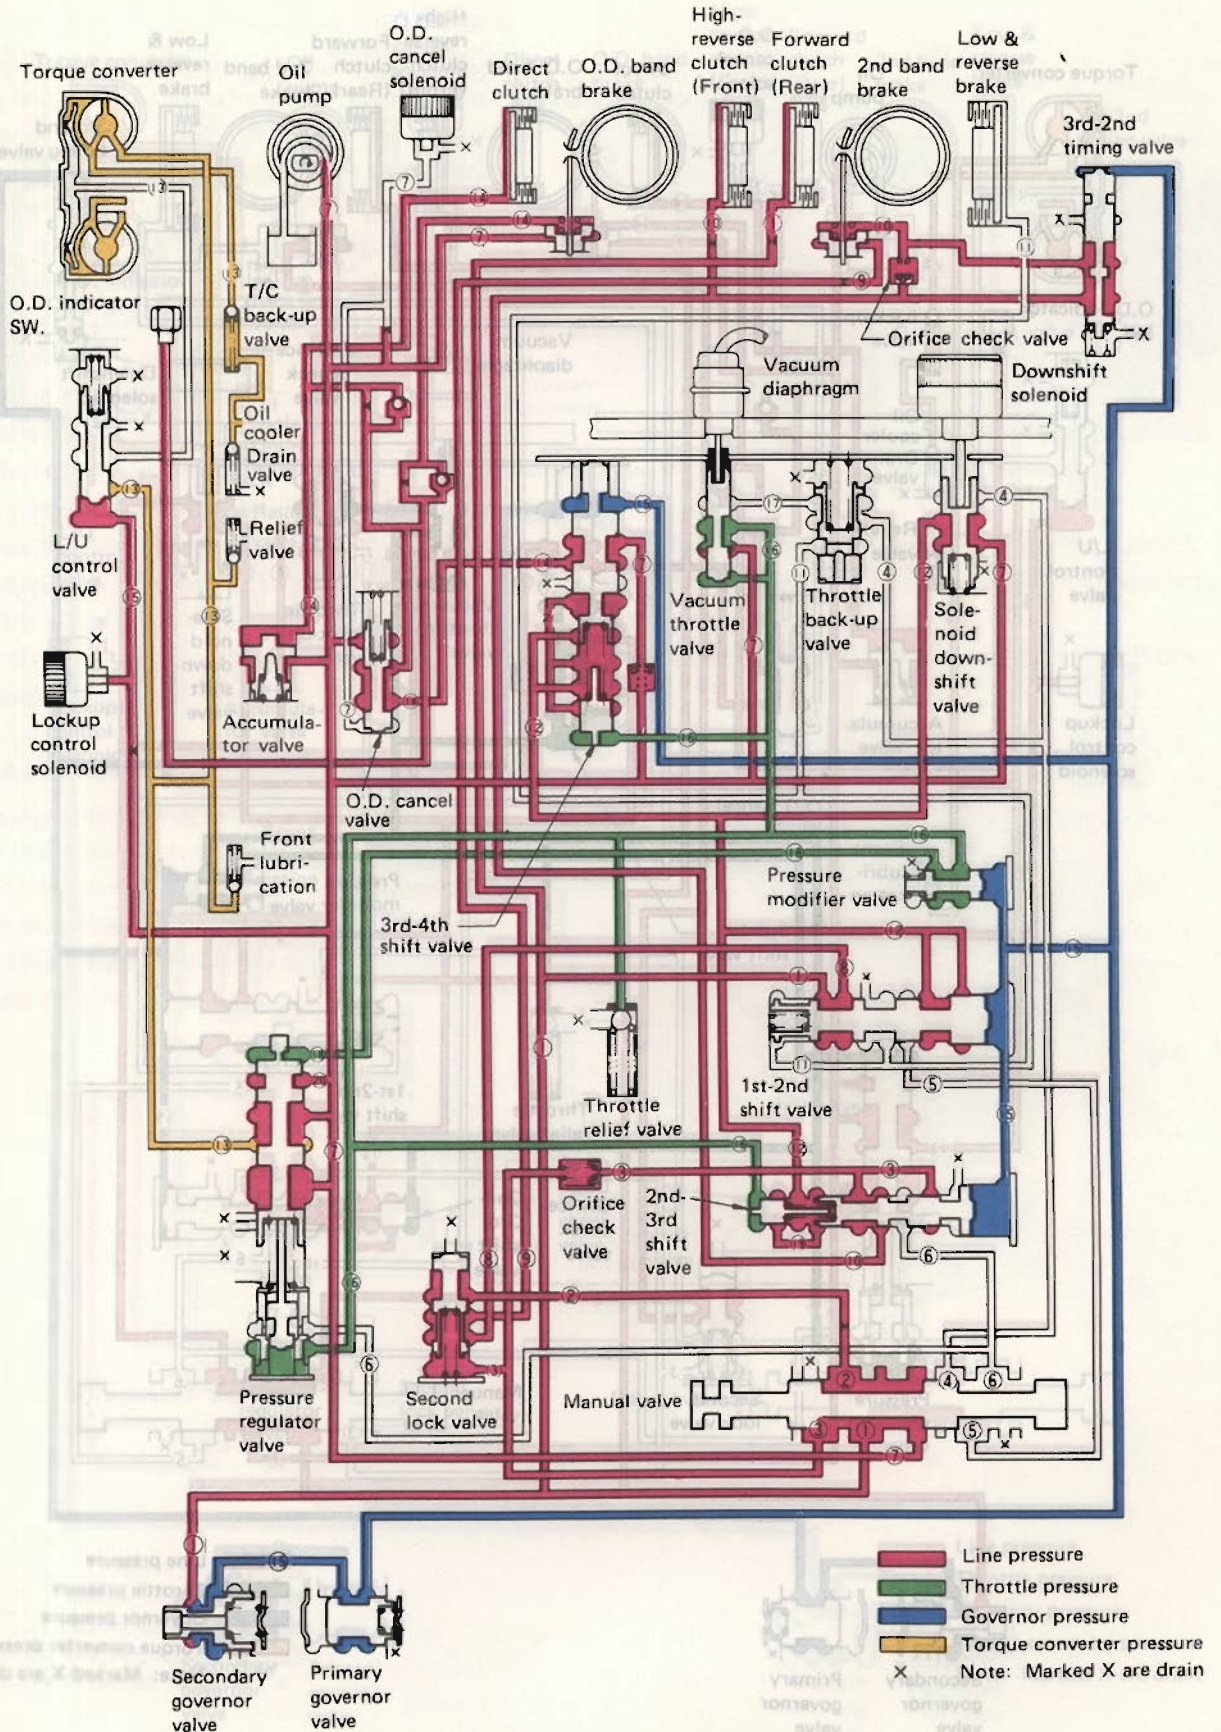 Torque converter
Oil
pump
O.D.
cancel
solenoid
Direct
clutch
O.D. band
brake
High-
reverse
clutch
(Front)
Forward
clutch
(Rear)
2nd band
brake
Low &
reverse
brake
3rd-2nd
timing valve
O.D. indicator
SW.
T/C
back-up
valve
Oil
cooler
Drain
valve
Relief
valve
L/U
control
valve
Lockup
control
solenoid
Accumula-
tor valve
O.D. cancel
valve
Front
lubri-
cation
3rd-4th
shift valve
Vacuum
diaphragm
Orifice check valve
Downshift
solenoid
Vacuum
throttle
valve
Throttle
back-up
valve
Sole-
noid
down-
shift
valve
Pressure
modifier valve
Throttle
relief valve
1st-2nd
shift valve
Orifice
check
valve
2nd-
3rd
shift
valve
Pressure
regulator
valve
Second
lock valve
Manual valve
Secondary
governor
valve
Primary
governor
valve
Line pressure
Throttle pressure
Governor pressure
Torque converter pressure
X Note: Marked X are drain